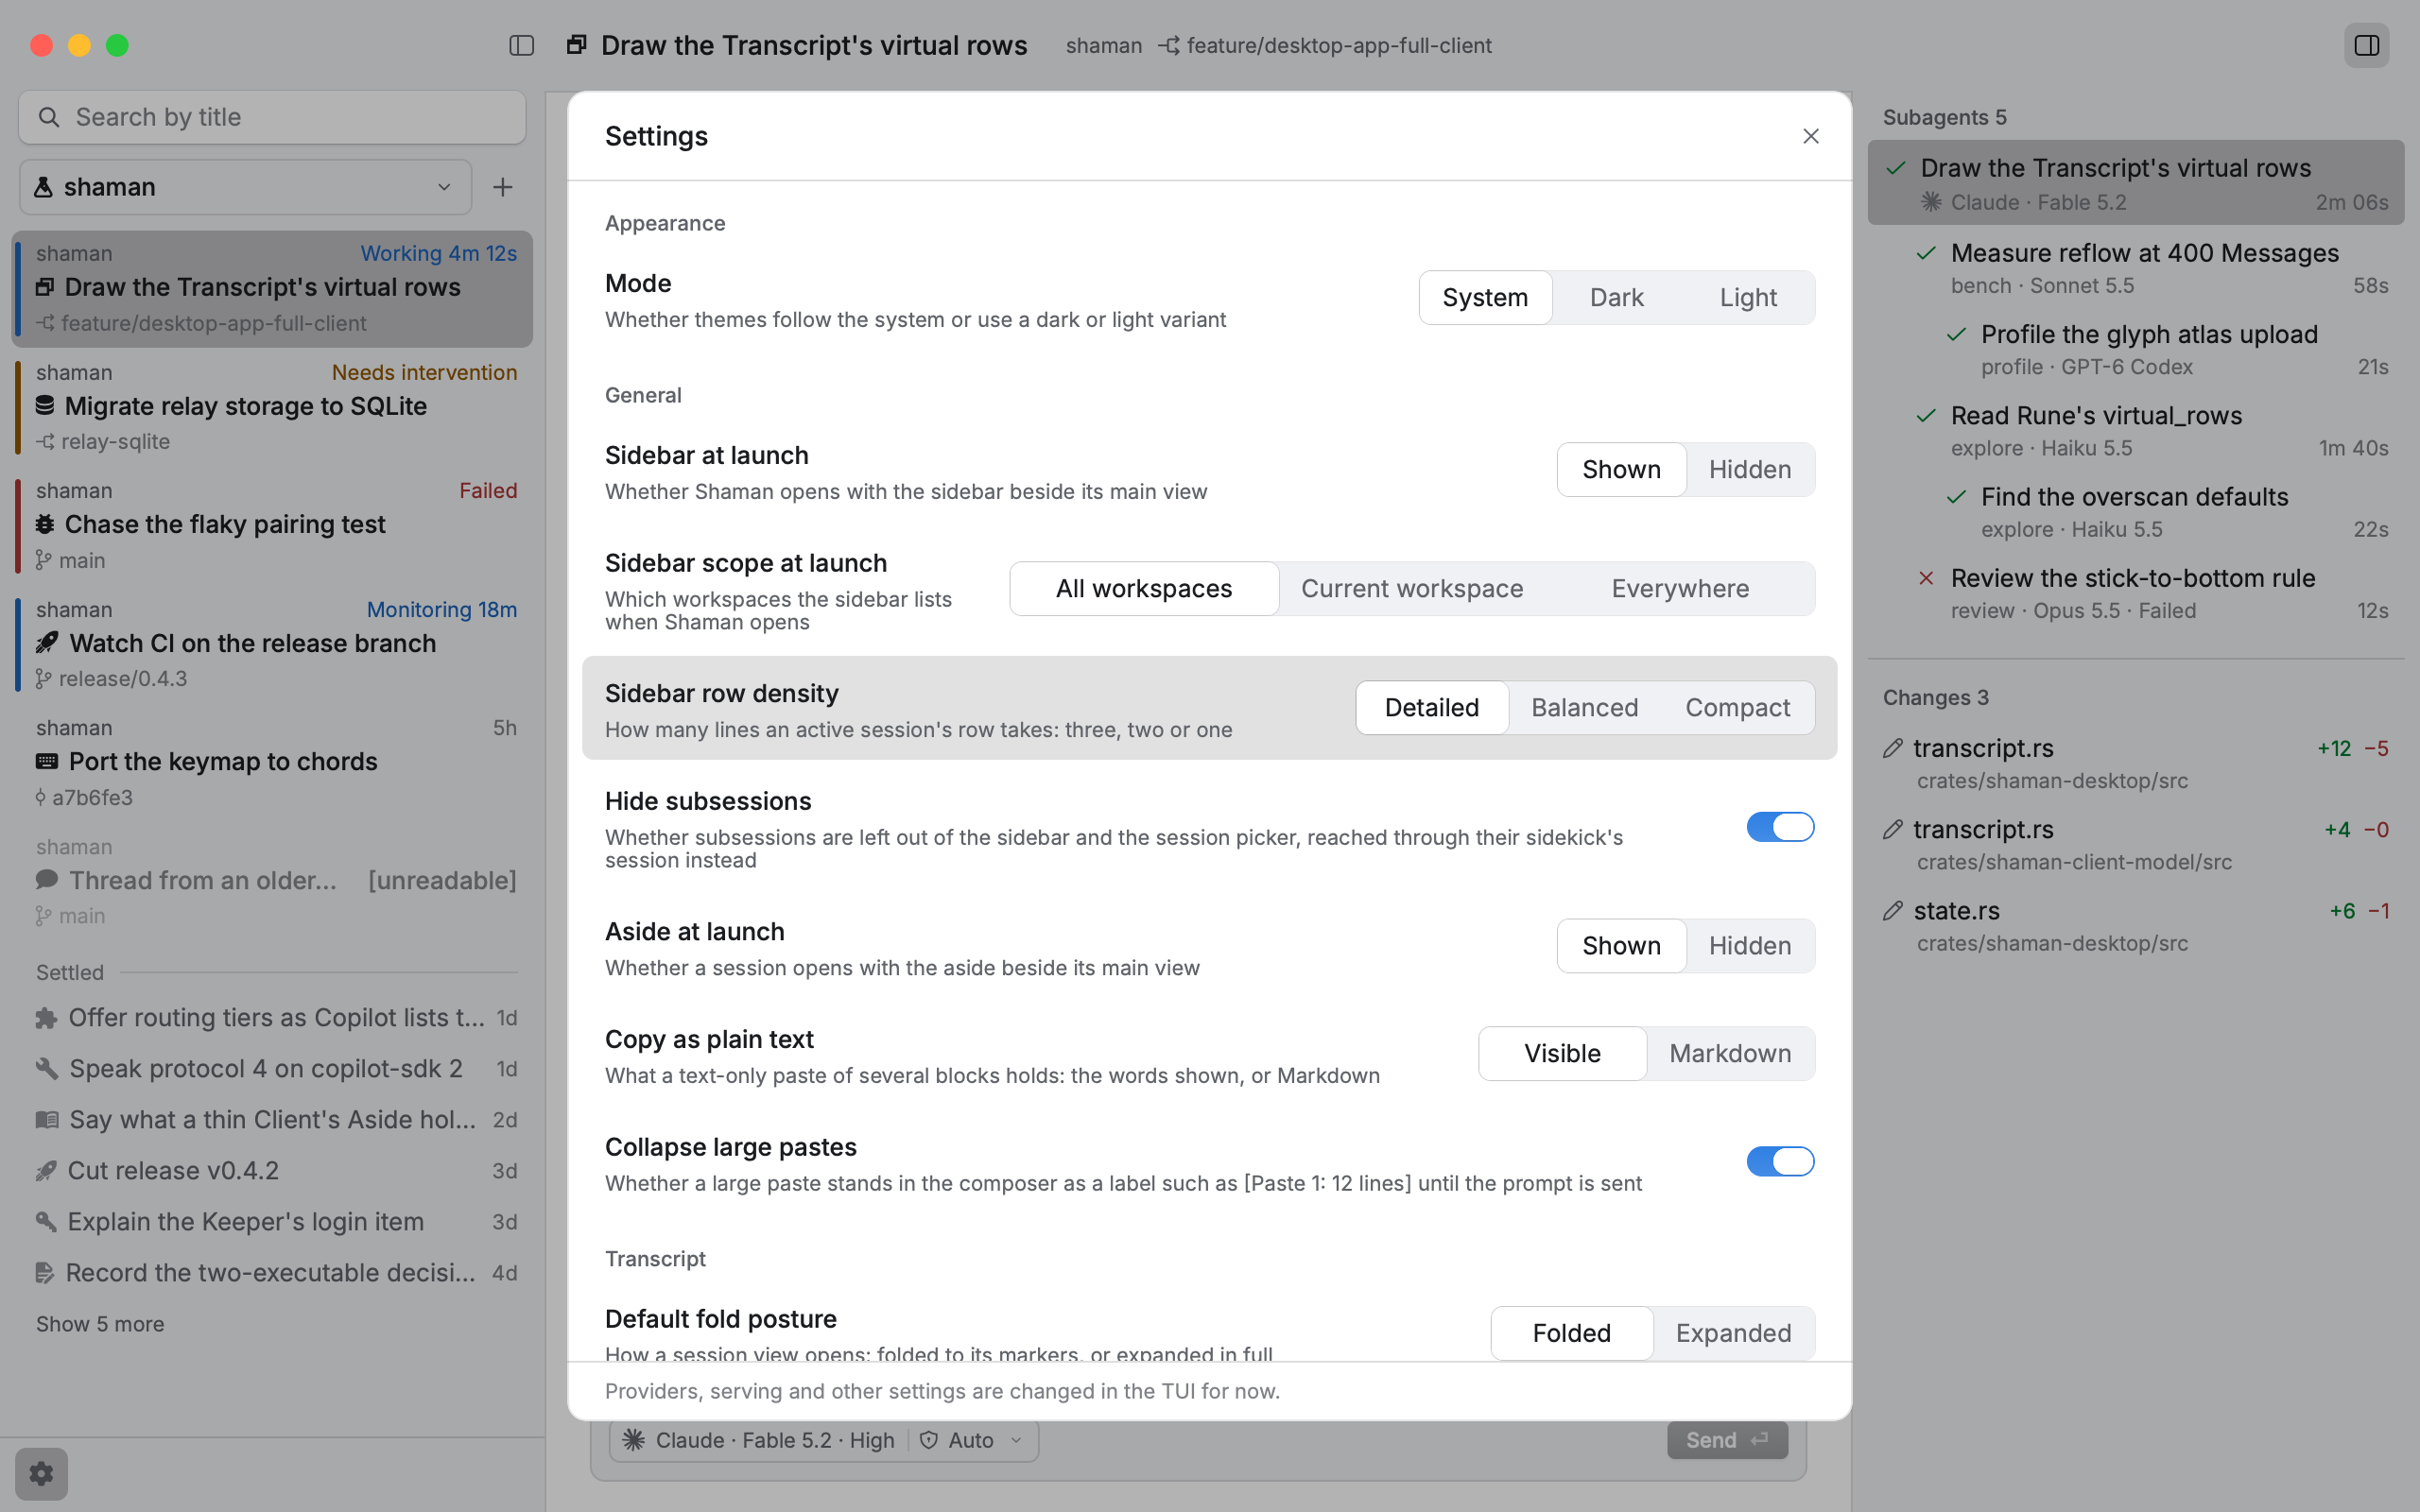 Draw the Transcript's virtual rows
shaman
feature/desktop-app-full-client
Search by title
shaman
shaman
Working 4m 12s
Draw the Transcript's virtual rows
feature/desktop-app-full-client
shaman
Needs intervention
Migrate relay storage to SQLite
relay-sqlite
shaman
Failed
Chase the flaky pairing test
main
shaman
Monitoring 18m
Watch CI on the release branch
release/0.4.3
shaman
5h
Port the keymap to chords
a7b6fe3
shaman
Thread from an older...
[unreadable]
main
Settled
Offer routing tiers as Copilot lists t... 1d
Speak protocol 4 on copilot-sdk 2 1d
Say what a thin Client's Aside hol... 2d
Cut release v0.4.2 3d
Explain the Keeper's login item 3d
Record the two-executable decisi... 4d
Show 5 more
Settings
Appearance
Mode
Whether themes follow the system or use a dark or light variant
System Dark Light
General
Sidebar at launch
Whether Shaman opens with the sidebar beside its main view
Shown Hidden
Sidebar scope at launch
Which workspaces the sidebar lists
when Shaman opens
All workspaces Current workspace Everywhere
Sidebar row density
How many lines an active session's row takes: three, two or one
Detailed Balanced Compact
Hide subsessions
Whether subsessions are left out of the sidebar and the session picker, reached through their sidekick's
session instead
Aside at launch
Whether a session opens with the aside beside its main view
Shown Hidden
Copy as plain text
What a text-only paste of several blocks holds: the words shown, or Markdown
Visible Markdown
Collapse large pastes
Whether a large paste stands in the composer as a label such as [Paste 1: 12 lines] until the prompt is sent
Transcript
Default fold posture
How a session view opens: folded to its markers, or expanded in full
Folded Expanded
Providers, serving and other settings are changed in the TUI for now.
Claude · Fable 5.2 · High
Auto
Send
Subagents 5
Draw the Transcript's virtual rows
Claude · Fable 5.2 2m 06s
Measure reflow at 400 Messages
bench · Sonnet 5.5 58s
Profile the glyph atlas upload
profile · GPT-6 Codex 21s
Read Rune's virtual_rows
explore · Haiku 5.5 1m 40s
Find the overscan defaults
explore · Haiku 5.5 22s
Review the stick-to-bottom rule
review · Opus 5.5 · Failed 12s
Changes 3
transcript.rs +12 −5
crates/shaman-desktop/src
transcript.rs +4 −0
crates/shaman-client-model/src
state.rs +6 −1
crates/shaman-desktop/src